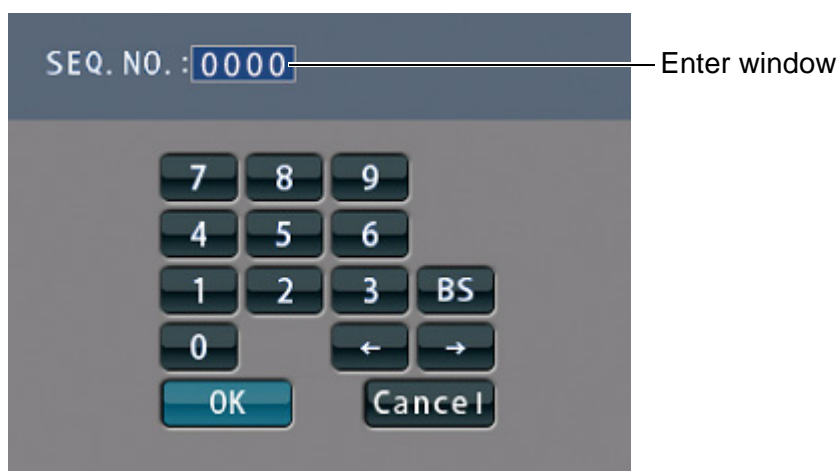 SEQ. NO. : 0000
Enter window
7 8 9
4 5 6
1 2 3 BS
0 ← →
OK Cancel